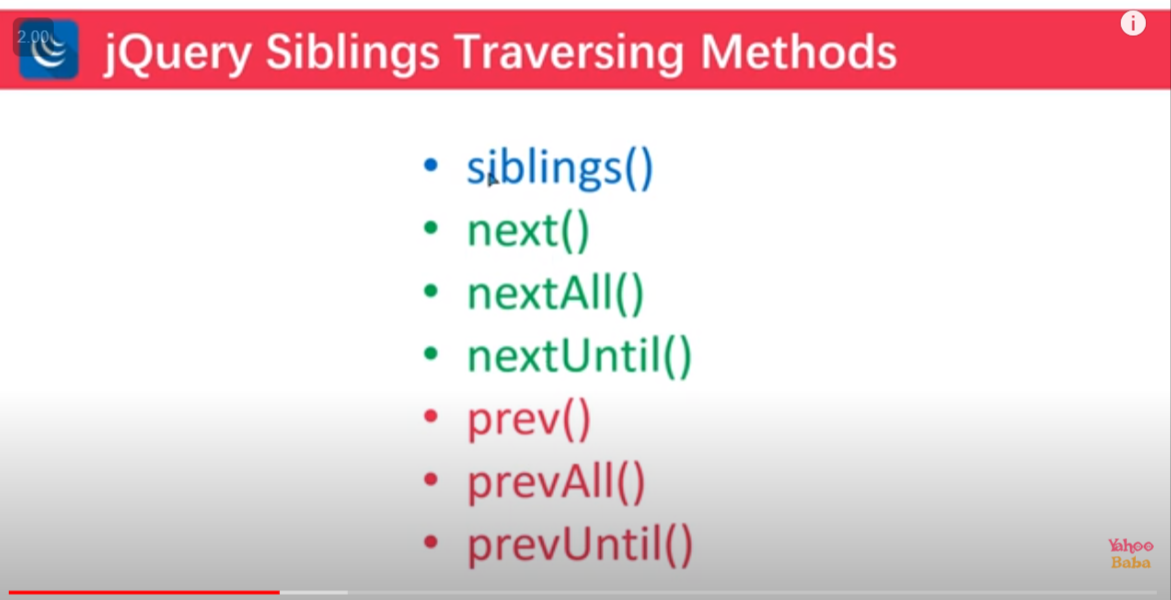 2.00
jQuery Siblings Traversing Methods
• siblings()
• next()
• nextAll()
• nextUntil()
• prev()
• prevAll()
• prevUntil()
Yahoo
Baba